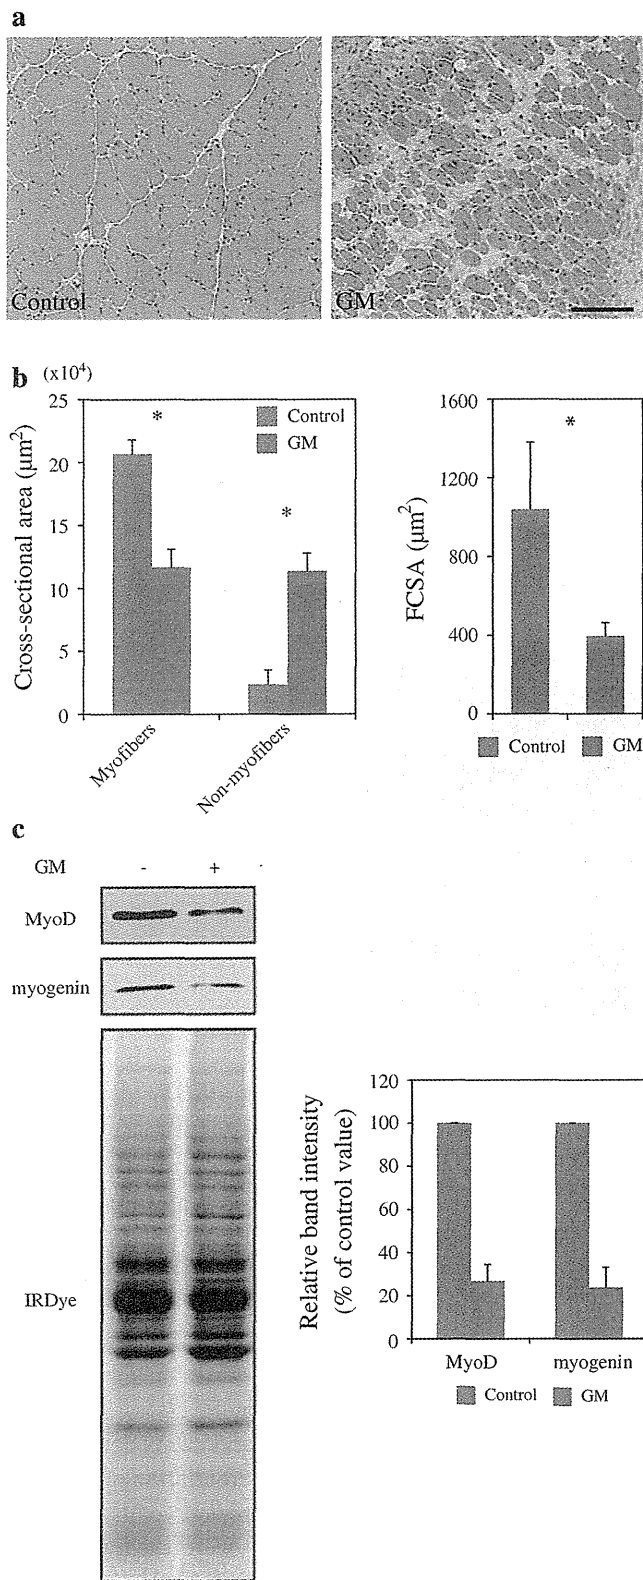 a
Control
GM
b
(x10⁴)
Cross-sectional area (μm²)
25
20
15
10
5
0
*
*
Control
GM
Myofibers
Non-myofibers
FCSA (μm²)
1600
1200
800
400
0
*
Control
GM
c
GM
-
+
MyoD
myogenin
IRDye
Relative band intensity
(% of control value)
120
100
80
60
40
20
0
MyoD
myogenin
Control
GM